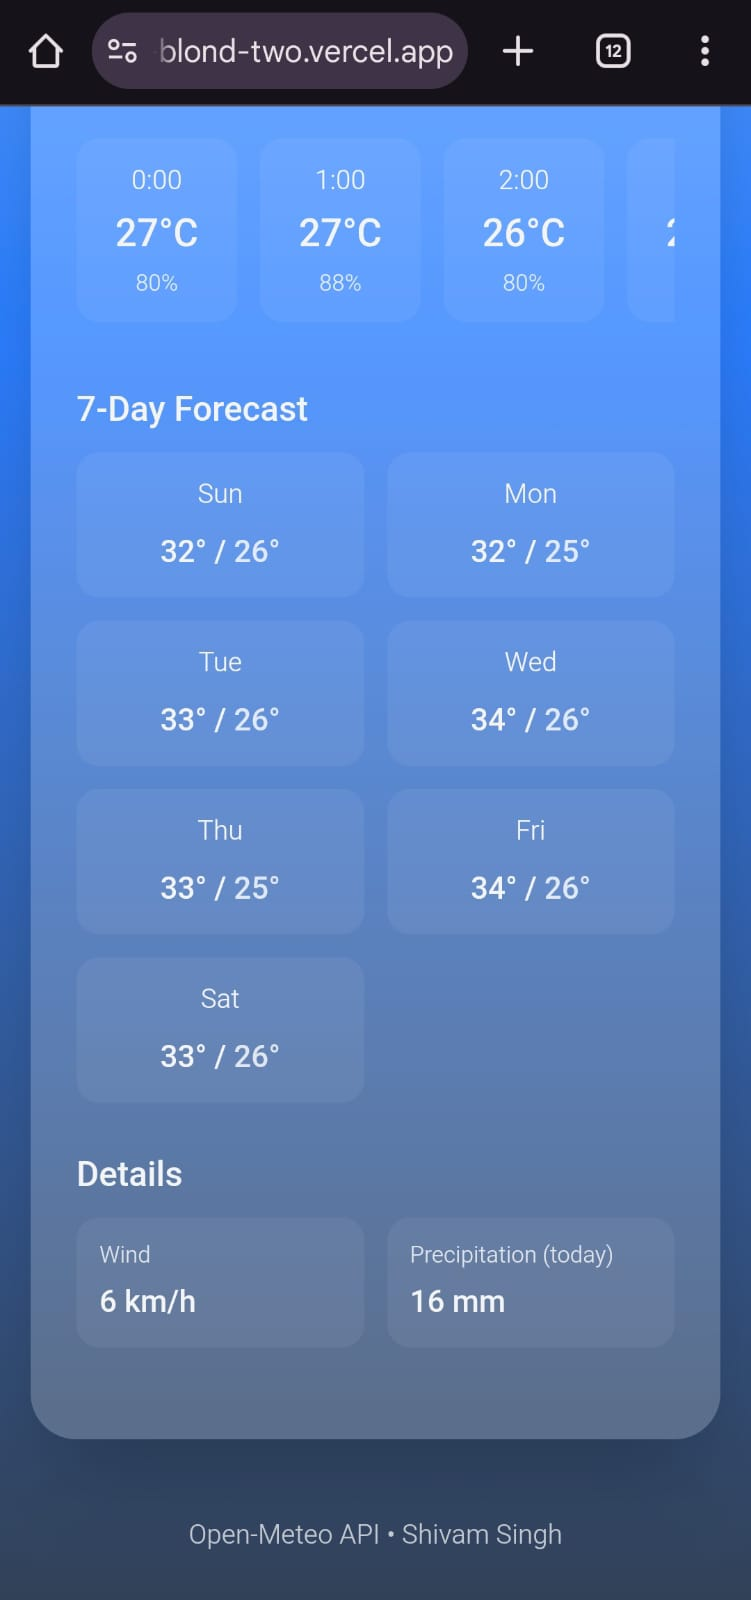 blond-two.vercel.app
12
0:00 1:00 2:00
27°C 27°C 26°C
80% 88% 80%
7-Day Forecast
Sun Mon
32° / 26° 32° / 25°
Tue Wed
33° / 26° 34° / 26°
Thu Fri
33° / 25° 34° / 26°
Sat
33° / 26°
Details
Wind Precipitation (today)
6 km/h 16 mm
Open-Meteo API • Shivam Singh